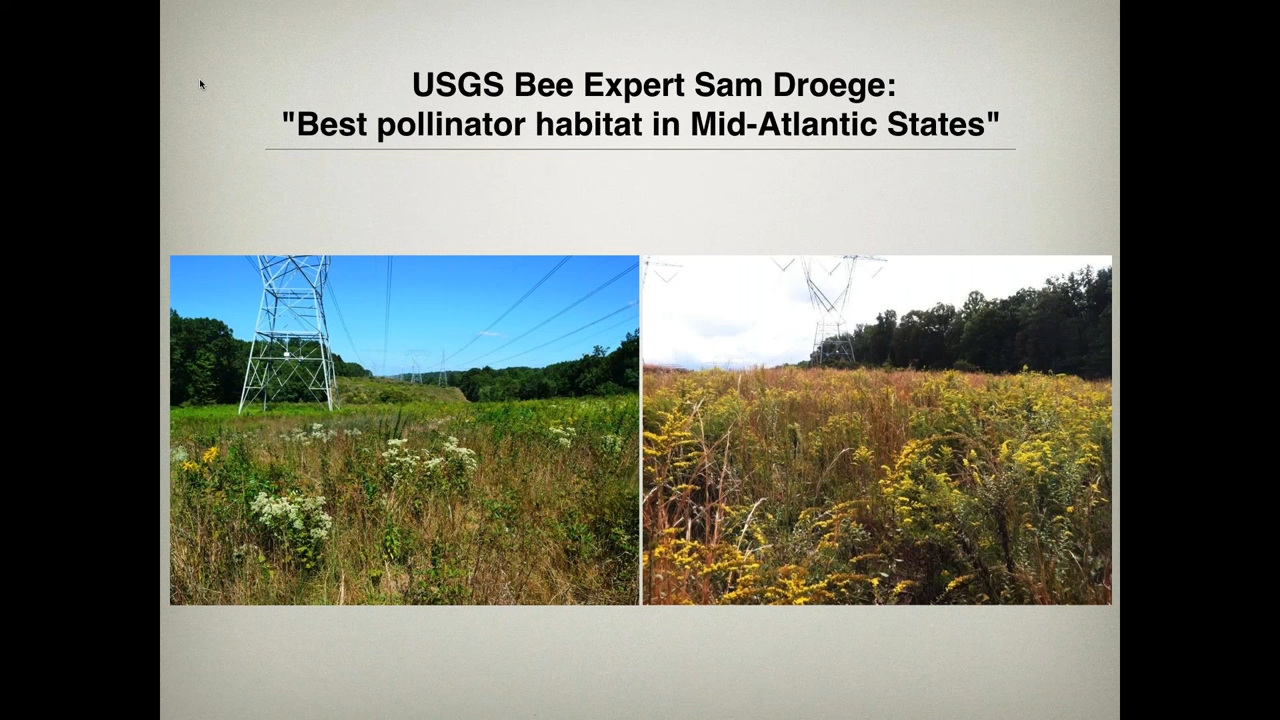 USGS Bee Expert Sam Droege:
"Best pollinator habitat in Mid-Atlantic States"